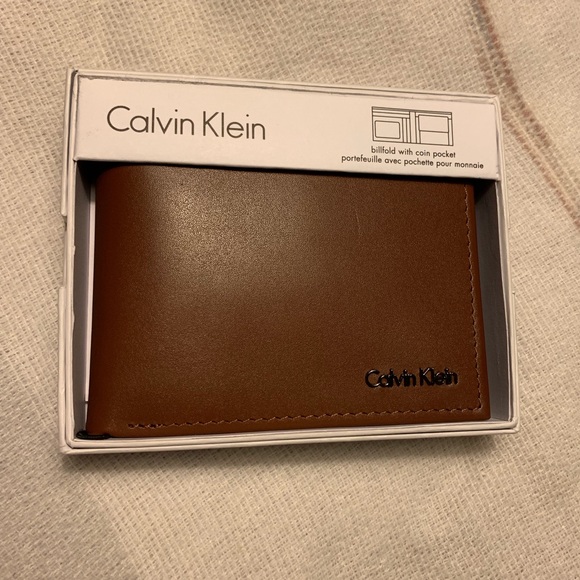 Calvin Klein
billfold with coin pocket
portefeuille avec pochette pour monnaie
Calvin Klein